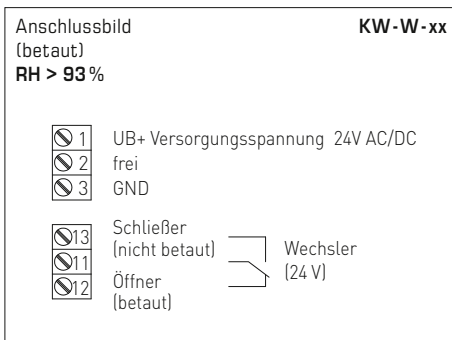 Anschlussbild KW-W-xx
(betaut)
RH > 93 %
1 UB+ Versorgungsspannung 24V AC/DC
2 frei
3 GND
13 Schließer
(nicht betaut)
11
12 Öffner
(betaut)
Wechsler
(24 V)